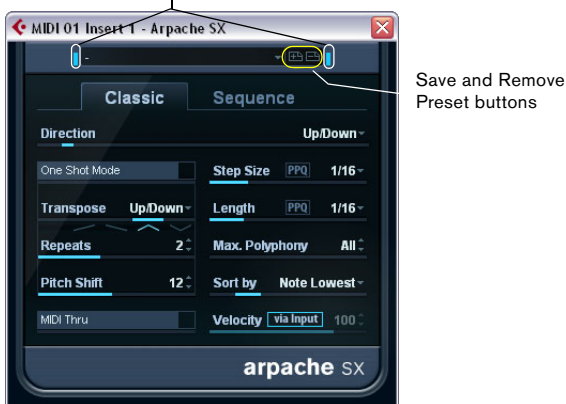 MIDI 01 Insert 1 - Arpache SX
-
Save and Remove
Preset buttons
Classic Sequence
Direction Up/Down
One Shot Mode Step Size PPQ 1/16
Transpose Up/Down Length PPQ 1/16
Repeats 2 Max. Polyphony All
Pitch Shift 12 Sort by Note Lowest
MIDI Thru Velocity via Input 100
arpache SX